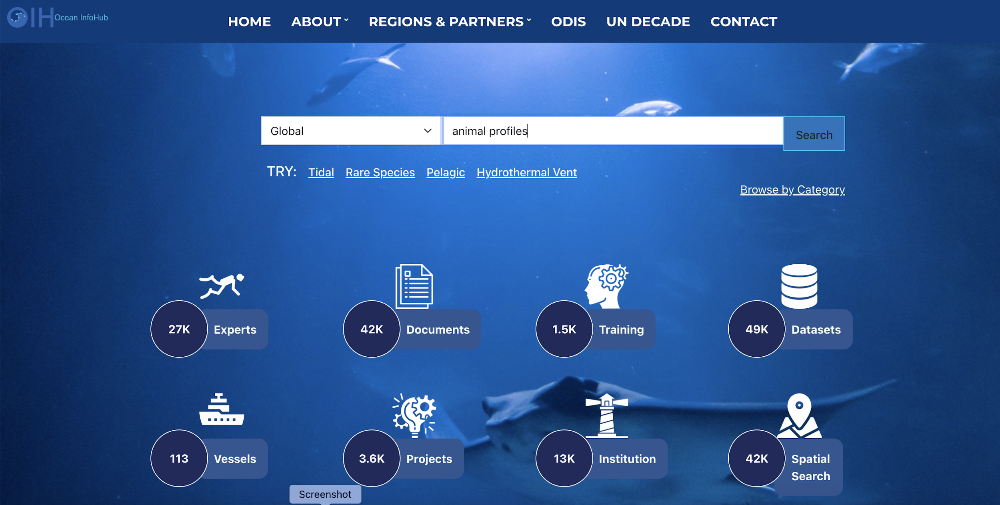 OIH Ocean InfoHub
HOME ABOUT REGIONS & PARTNERS ODIS UN DECADE CONTACT
Global animal profiles Search
TRY: Tidal Rare Species Pelagic Hydrothermal Vent
Browse by Category
27K Experts 42K Documents 1.5K Training 49K Datasets
113 Vessels 3.6K Projects 13K Institution 42K Spatial
Search
Screenshot